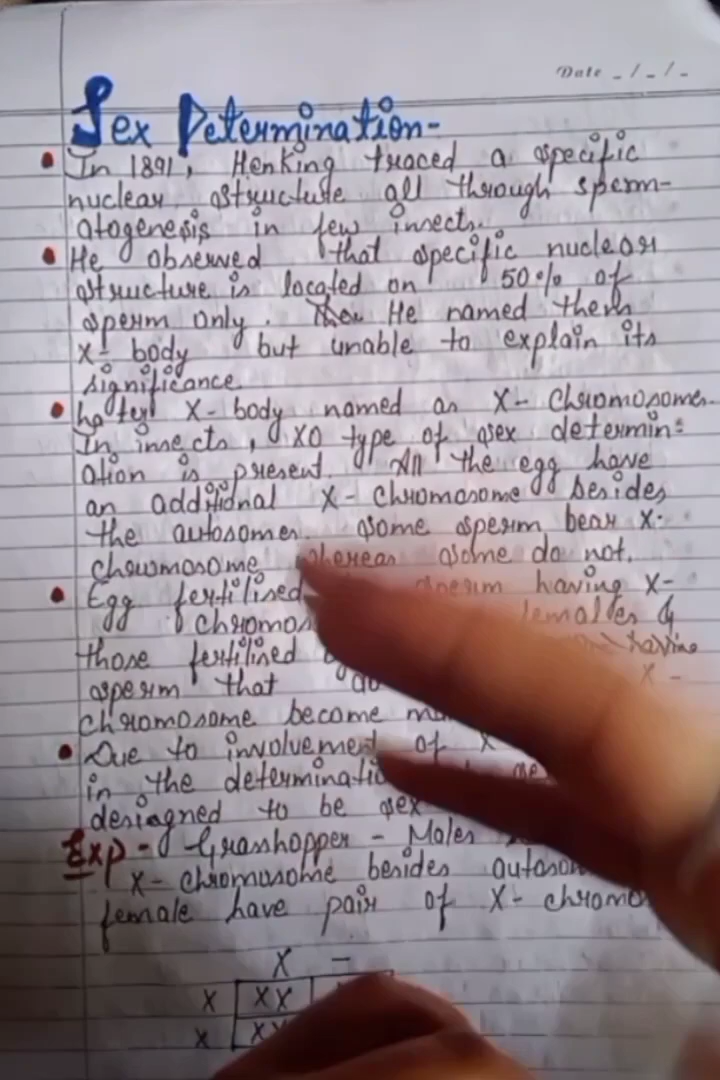 Date _/_/_
Sex Determination-
In 1891, Henking traced a specific
nuclear structure all through sperm-
atogenesis in few insects.
He observed that specific nuclear
structure is located on 50% of
sperm only. He named them
X- body but unable to explain its
significance
Later X-body named as X- Chromosomes.
In insects, XO type of sex determin-
ation is present. All the egg have
an additional X- chromosome besides
the autosomes. Some sperm bear X-
chromosome whereas some do not.
Egg fertilised sperm having X-
chromos females &
those fertilised having
sperm that do X-
chromosome become
Due to involvement of X
in the
designed to be sex
Exp- Grasshopper - Males
X- chromosome besides
female have pair of X-
X -
X XX
X